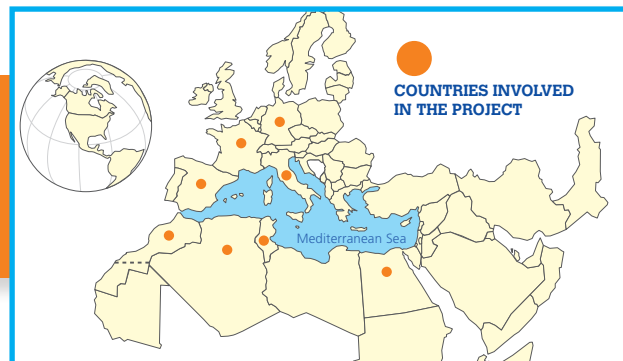 COUNTRIES INVOLVED
IN THE PROJECT
Mediterranean Sea